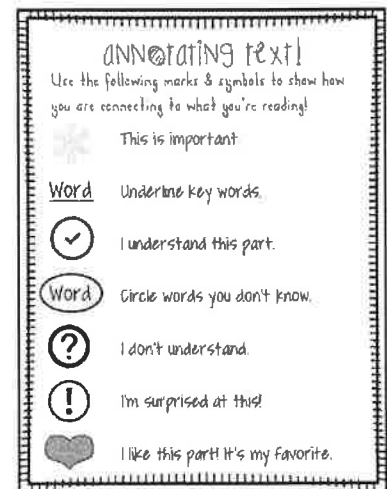 annotating text!
Use the following marks & symbols to show how
you are connecting to what you're reading!
This is important
Word Underline key words.
I understand this part.
Word Circle words you don't know.
? I don't understand.
! I'm surprised at this!
I like this part! It's my favorite.